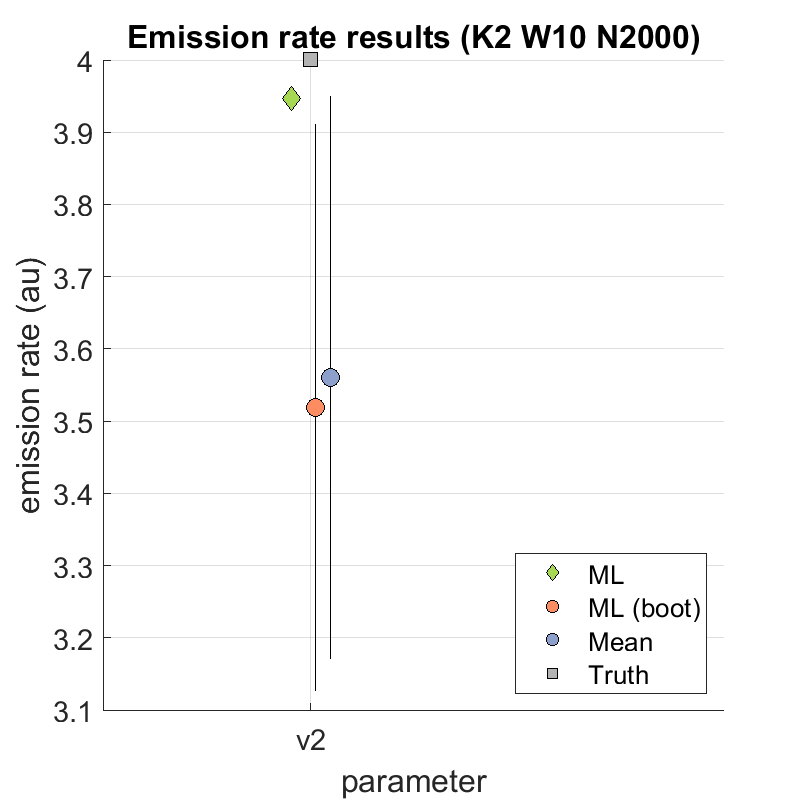 Emission rate results (K2 W10 N2000)
4
3.9
3.8
3.7
3.6
3.5
3.4
3.3
3.2
3.1
emission rate (au)
ML
ML (boot)
Mean
Truth
v2
parameter